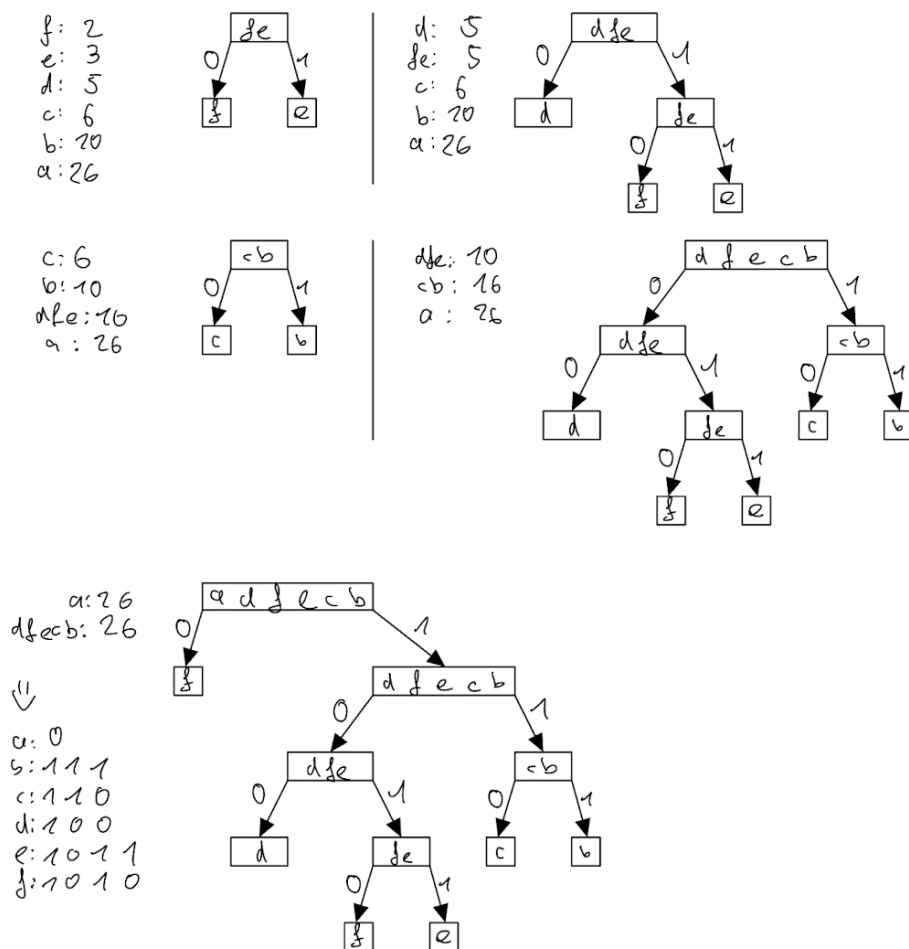 f: 2
e: 3
d: 5
c: 6
b: 10
a: 26
fe
0 1
f e
d: 5
fe: 5
c: 6
b: 10
a: 26
dfe
0 1
d fe
0 1
f e
c: 6
b: 10
dfe: 10
a: 26
cb
0 1
c b
dfe: 10
cb: 16
a: 26
d f e c b
0 1
dfe cb
0 1 0 1
d fe c b
0 1
f e
a: 26
dfecb: 26
a d f e c b
0 1
f d f e c b
0 1
dfe cb
0 1 0 1
d fe c b
0 1
f e
⇓
a: 0
b: 111
c: 110
d: 100
e: 1011
f: 1010